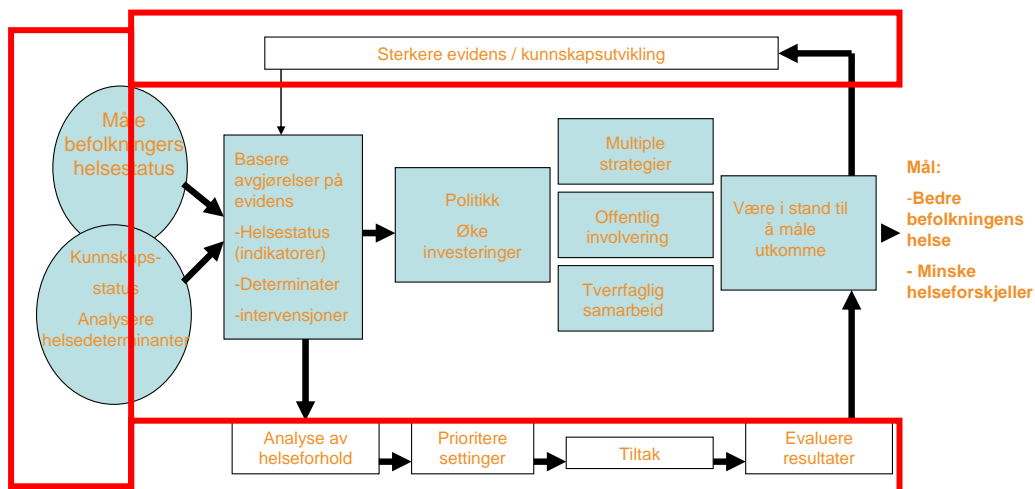 Sterkere evidens / kunnskapsutvikling
Måle
befolkningers
helsestatus
Kunnskaps-
status
Analysere
helsedeterminanter
Basere
avgjørelser på
evidens
-Helsestatus
(indikatorer)
-Determinater
-intervensjoner
Politikk
Øke
investeringer
Multiple
strategier
Offentlig
involvering
Tverrfaglig
samarbeid
Være i stand til
å måle
utkomme
Mål:
-Bedre
befolkningens
helse
- Minske
helseforskjeller
Analyse av
helseforhold
Prioritere
settinger
Tiltak
Evaluere
resultater